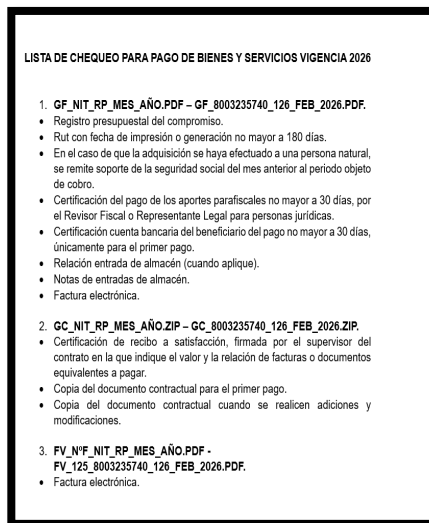 LISTA DE CHEQUEO PARA PAGO DE BIENES Y SERVICIOS VIGENCIA 2026
1. GF_NIT_RP_MES_AÑO.PDF – GF_8003235740_126_FEB_2026.PDF.
• Registro presupuestal del compromiso.
• Rut con fecha de impresión o generación no mayor a 180 días.
• En el caso de que la adquisición se haya efectuado a una persona natural,
se remite soporte de la seguridad social del mes anterior al periodo objeto
de cobro.
• Certificación del pago de los aportes parafiscales no mayor a 30 días, por
el Revisor Fiscal o Representante Legal para personas jurídicas.
• Certificación cuenta bancaria del beneficiario del pago no mayor a 30 días,
únicamente para el primer pago.
• Relación entrada de almacén (cuando aplique).
• Notas de entradas de almacén.
• Factura electrónica.
2. GC_NIT_RP_MES_AÑO.ZIP – GC_8003235740_126_FEB_2026.ZIP.
• Certificación de recibo a satisfacción, firmada por el supervisor del
contrato en la que indique el valor y la relación de facturas o documentos
equivalentes a pagar.
• Copia del documento contractual para el primer pago.
• Copia del documento contractual cuando se realicen adiciones y
modificaciones.
3. FV_NºF_NIT_RP_MES_AÑO.PDF -
FV_125_8003235740_126_FEB_2026.PDF.
• Factura electrónica.